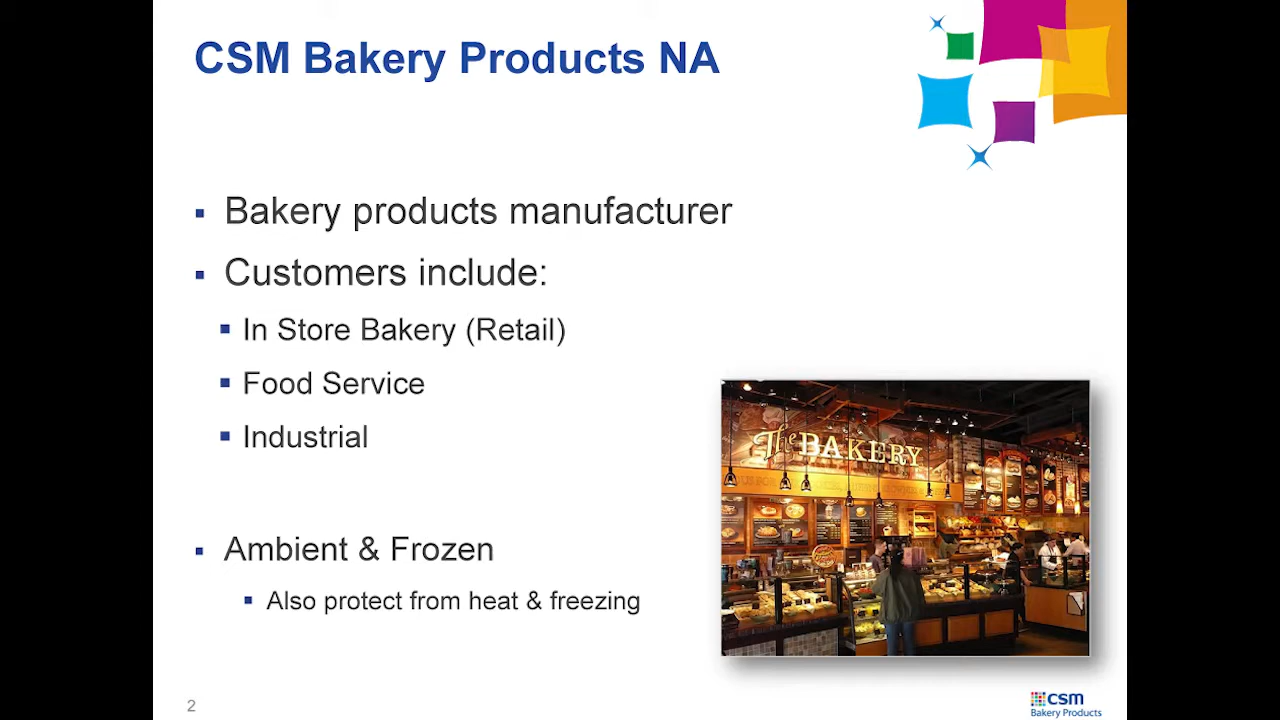 CSM Bakery Products NA
Bakery products manufacturer
Customers include:
In Store Bakery (Retail)
Food Service
Industrial
The BAKERY
Ambient & Frozen
Also protect from heat & freezing
2
csm
Bakery Products